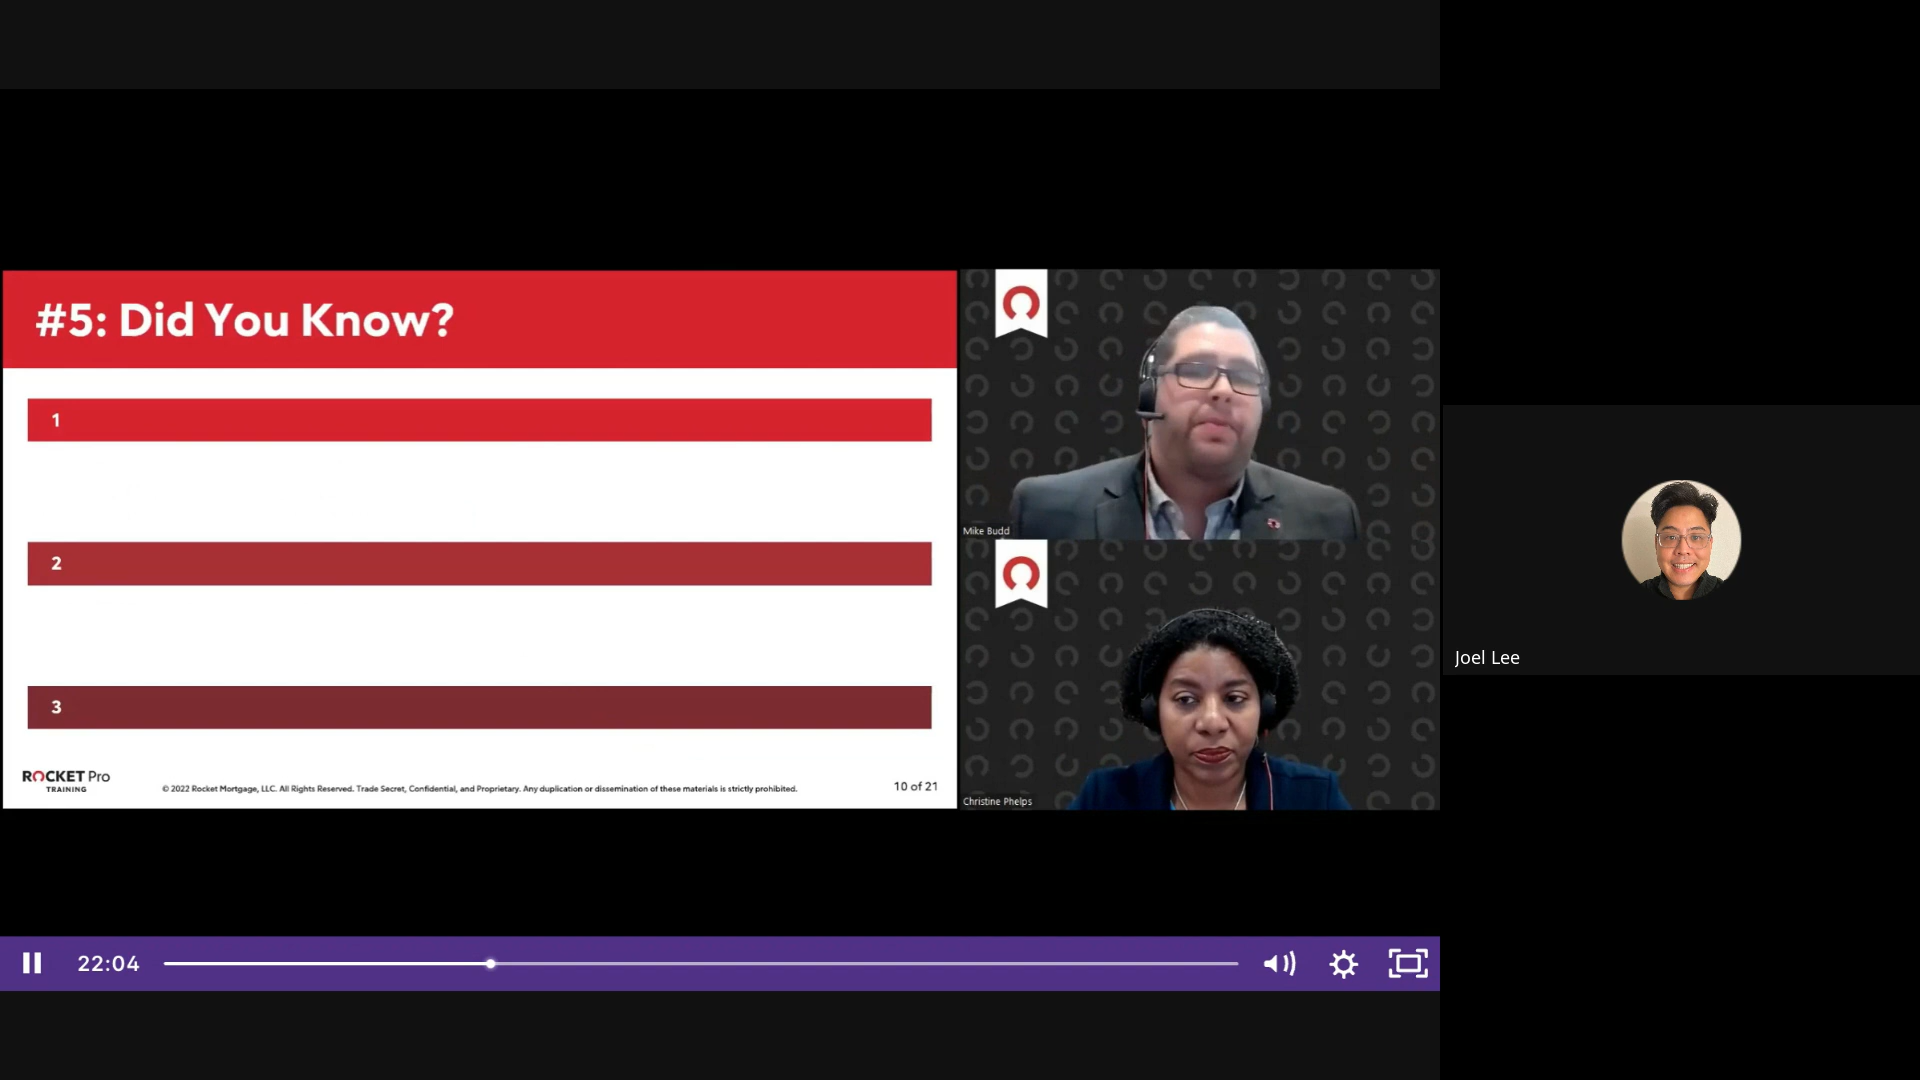 #5: Did You Know?
1
2
3
ROCKET Pro
TRAINING
© 2022 Rocket Mortgage, LLC. All Rights Reserved. Trade Secret, Confidential, and Proprietary. Any duplication or dissemination of these materials is strictly prohibited.
10 of 21
Mike Budd
Christine Phelps
Joel Lee
22:04